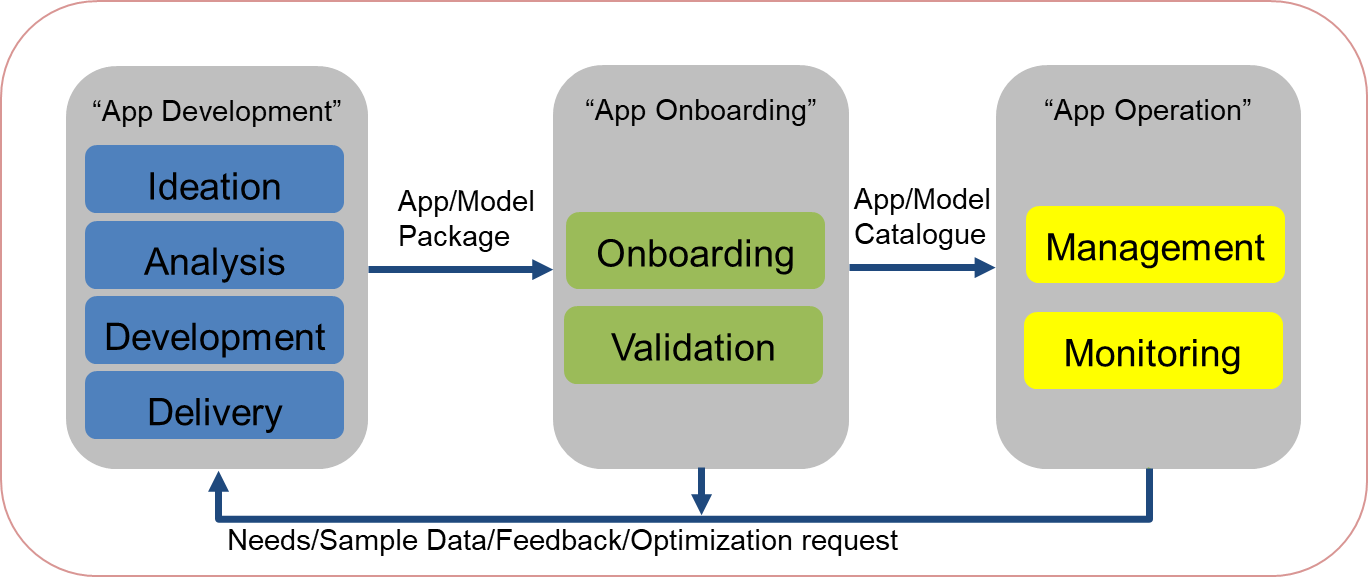 “App Development”
Ideation
Analysis
Development
Delivery
App/Model
Package
“App Onboarding”
Onboarding
Validation
App/Model
Catalogue
“App Operation”
Management
Monitoring
Needs/Sample Data/Feedback/Optimization request